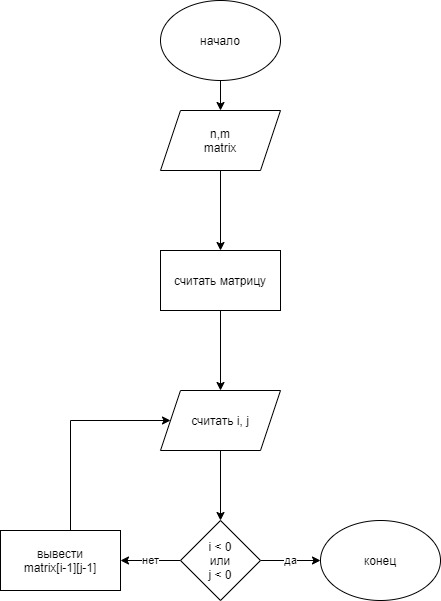 начало
n,m
matrix
считать матрицу
считать i, j
i < 0
или
j < 0
нет
да
вывести
matrix[i-1][j-1]
конец